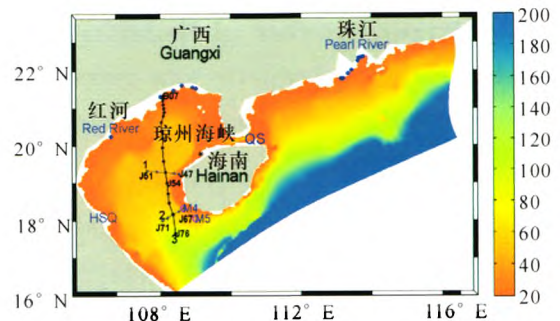 广西
Guangxi
珠江
Pearl River
200
180
160
140
120
100
80
60
40
20
22° N
20° N
18° N
16° N
红河
Red River
J07
琼州海峡
QS
海南
Hainan
1
J51
J47
J54
HSQ
2
M4
J67
M5
J71
J76
3
108° E
112° E
116° E